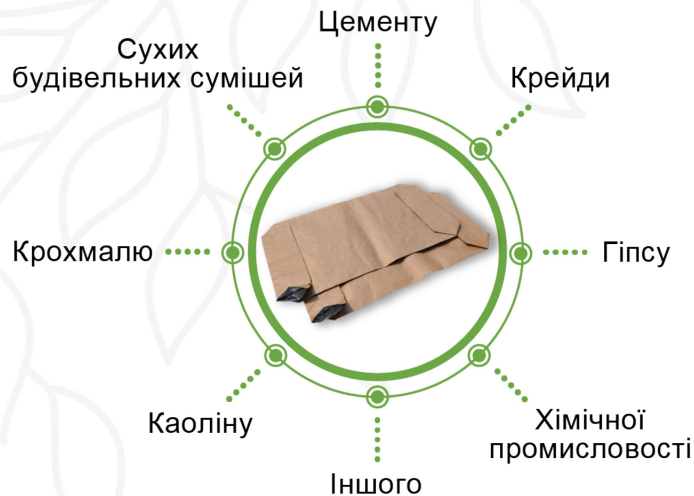 Цементу
Сухих
будівельних сумішей
Крейди
Крохмалю
Гіпсу
Каоліну
Хімічної
промисловості
Іншого